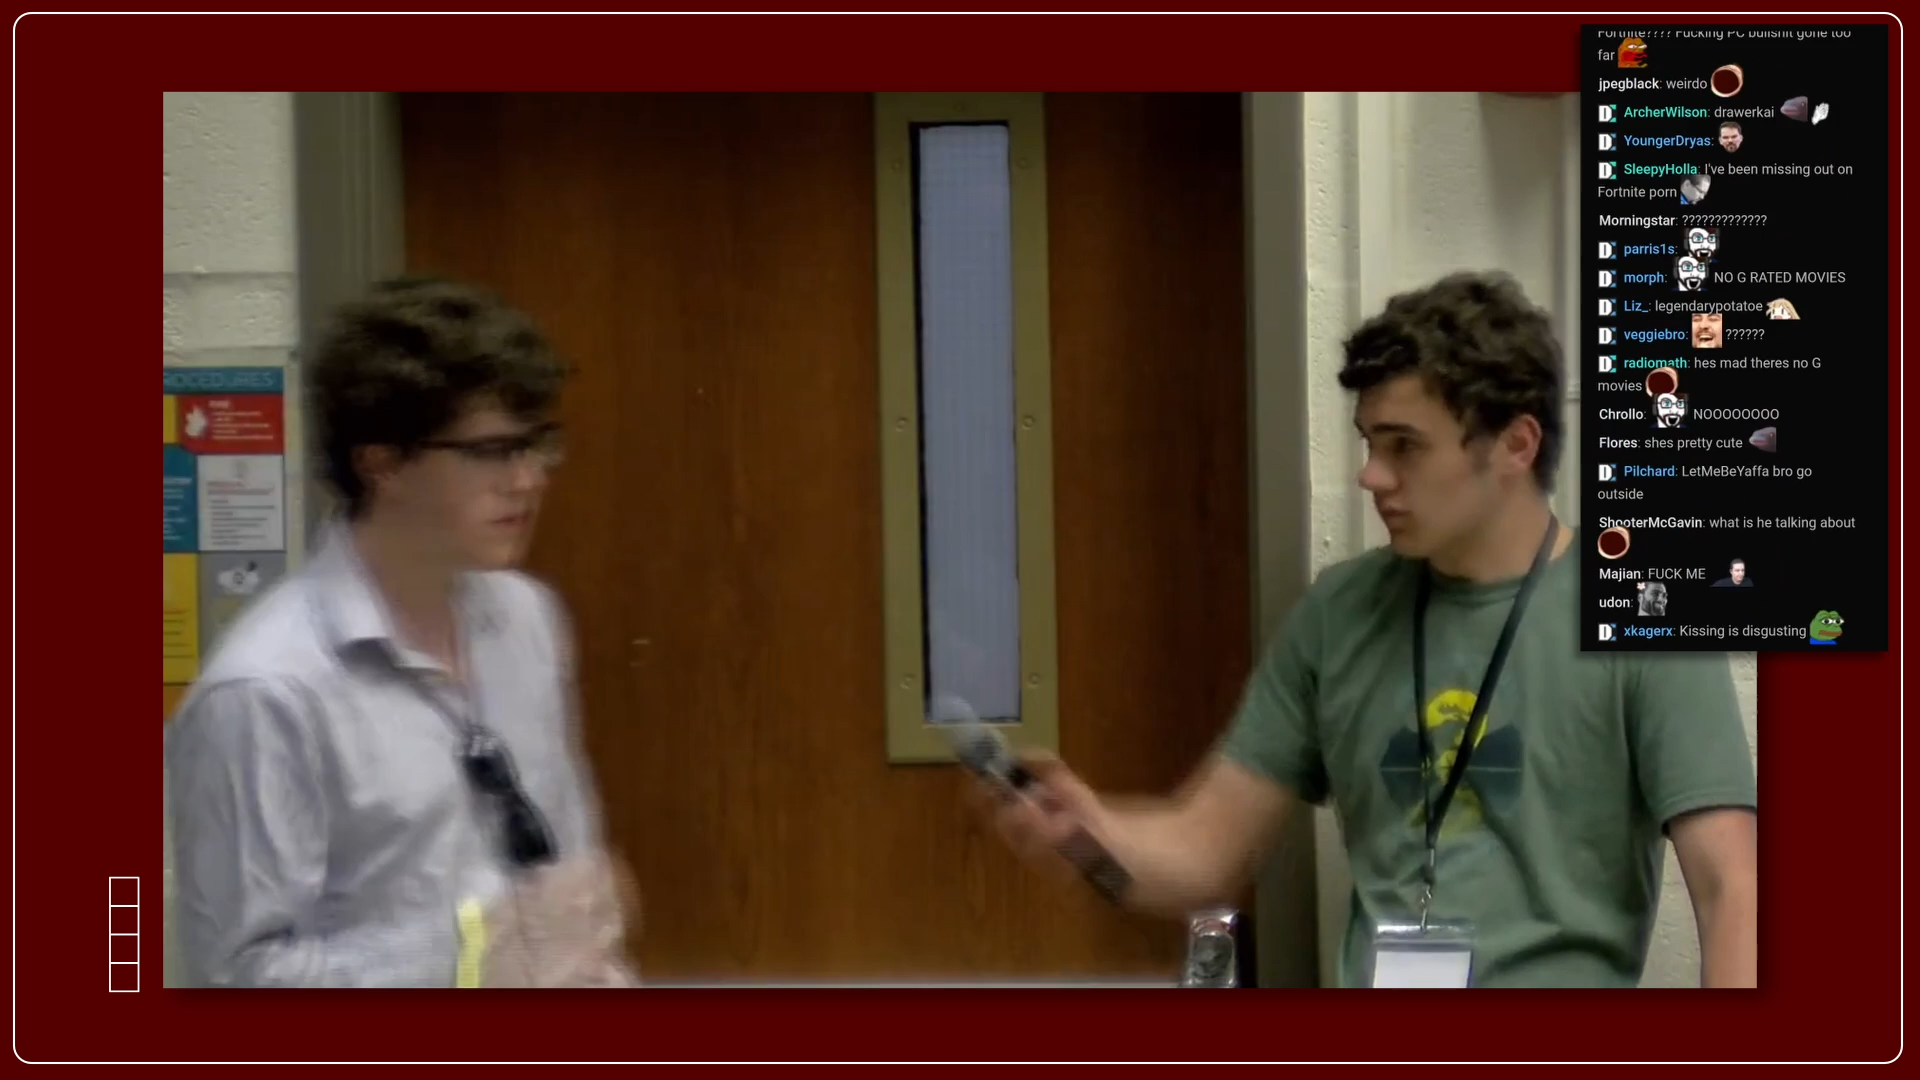 Fortnite???? Fucking PC bullshit gone too
far
jpegblack: weirdo
ArcherWilson: drawerkai
YoungerDryas:
SleepyHolla: I've been missing out on
Fortnite porn
Morningstar: ?????????????
parris1s:
morph: NO G RATED MOVIES
Liz_: legendarypotatoe
veggiebro: ??????
radiomath: hes mad theres no G
movies
Chrollo: NOOOOOOOO
Flores: shes pretty cute
Pilchard: LetMeBeYaffa bro go
outside
ShooterMcGavin: what is he talking about
Majian: FUCK ME
udon:
xkagerx: Kissing is disgusting
ROCEDURES